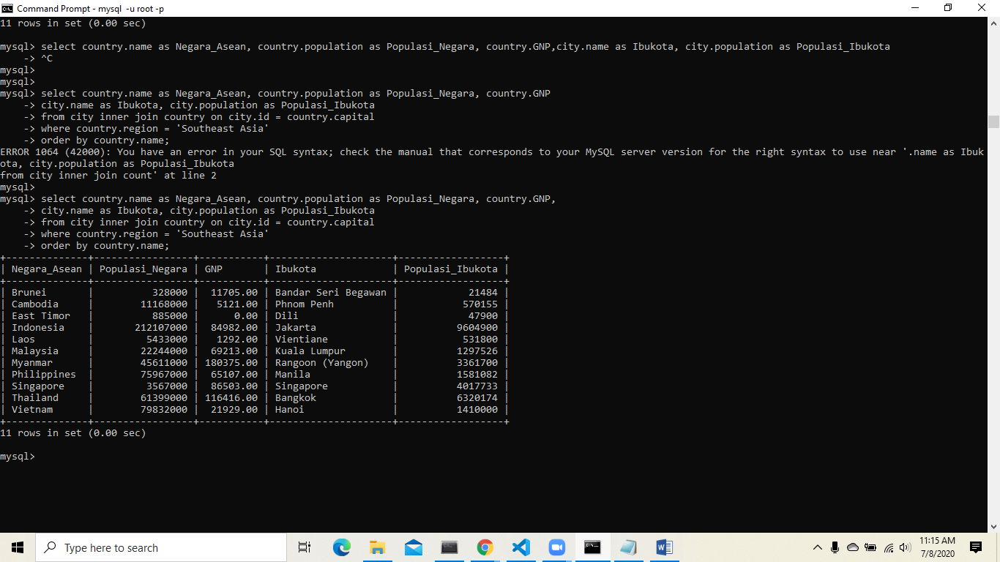 Command Prompt - mysql  -u root -p
11 rows in set (0.00 sec)
mysql> select country.name as Negara_Asean, country.population as Populasi_Negara, country.GNP,city.name as Ibukota, city.population as Populasi_Ibukota
    -> ^C
mysql>
mysql>
mysql> select country.name as Negara_Asean, country.population as Populasi_Negara, country.GNP
    -> city.name as Ibukota, city.population as Populasi_Ibukota
    -> from city inner join country on city.id = country.capital
    -> where country.region = 'Southeast Asia'
    -> order by country.name;
ERROR 1064 (42000): You have an error in your SQL syntax; check the manual that corresponds to your MySQL server version for the right syntax to use near '.name as Ibuk
ota, city.population as Populasi_Ibukota
from city inner join count' at line 2
mysql>
mysql> select country.name as Negara_Asean, country.population as Populasi_Negara, country.GNP,
    -> city.name as Ibukota, city.population as Populasi_Ibukota
    -> from city inner join country on city.id = country.capital
    -> where country.region = 'Southeast Asia'
    -> order by country.name;
+--------------+-----------------+-----------+---------------------+-------------------+
| Negara_Asean | Populasi_Negara | GNP       | Ibukota             | Populasi_Ibukota |
+--------------+-----------------+-----------+---------------------+-------------------+
| Brunei       |          328000 |  11705.00 | Bandar Seri Begawan |            21484 |
| Cambodia     |        11168000 |   5121.00 | Phnom Penh          |           570155 |
| East Timor   |          885000 |      0.00 | Dili                |            47900 |
| Indonesia    |       212107000 |  84982.00 | Jakarta             |          9604900 |
| Laos         |         5433000 |   1292.00 | Vientiane           |           531800 |
| Malaysia     |        22244000 |  69213.00 | Kuala Lumpur        |          1297526 |
| Myanmar      |        45611000 | 180375.00 | Rangoon (Yangon)    |          3361700 |
| Philippines  |        75967000 |  65107.00 | Manila              |          1581082 |
| Singapore    |         3567000 |  86503.00 | Singapore           |          4017733 |
| Thailand     |        61399000 | 116416.00 | Bangkok             |          6320174 |
| Vietnam      |        79832000 |  21929.00 | Hanoi               |          1410000 |
+--------------+-----------------+-----------+---------------------+-------------------+
11 rows in set (0.00 sec)
mysql>
Type here to search
11:15 AM
7/8/2020